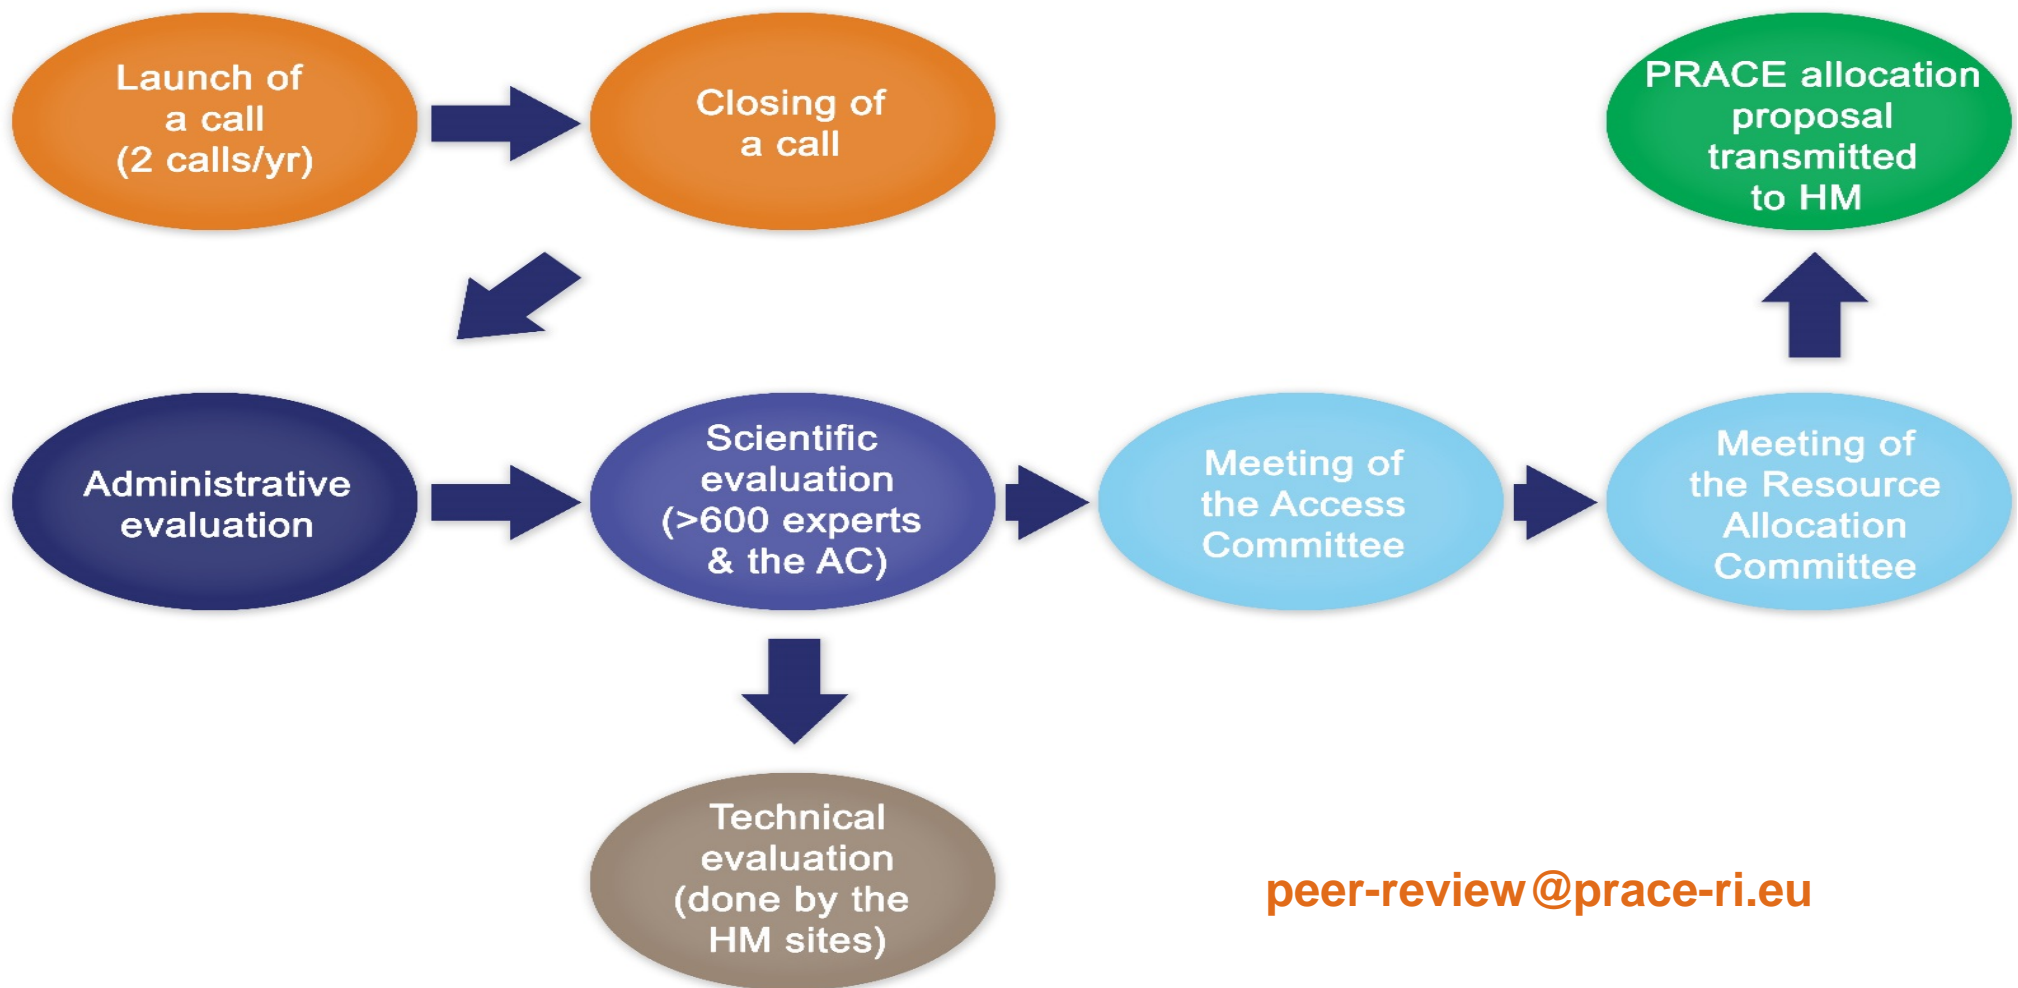 Launch of
a call
(2 calls/yr)
Closing of
a call
PRACE allocation
proposal
transmitted
to HM
Administrative
evaluation
Scientific
evaluation
(>600 experts
& the AC)
Meeting of
the Access
Committee
Meeting of
the Resource
Allocation
Committee
Technical
evaluation
(done by the
HM sites)
peer-review@prace-ri.eu